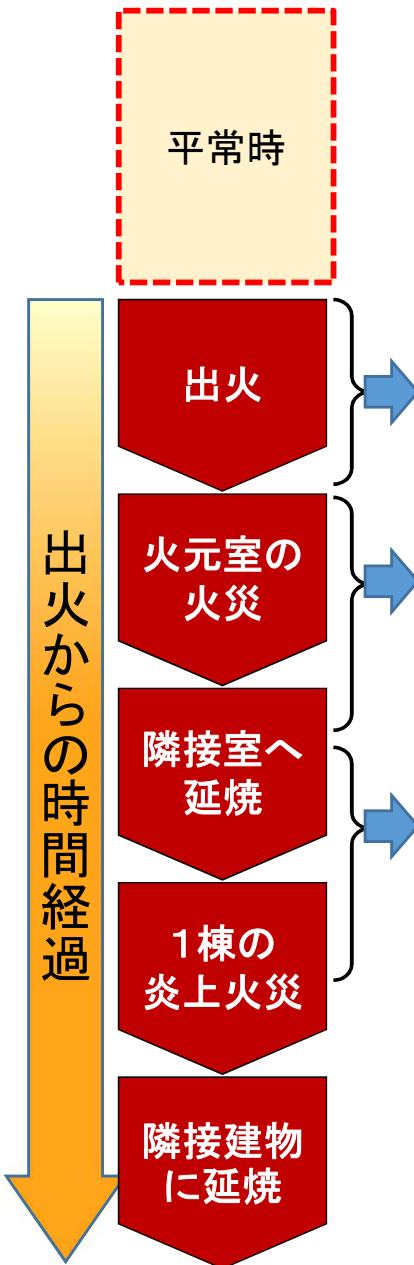 平常時
出火からの時間経過
出火
火元室の
火災
隣接室へ
延焼
1棟の
炎上火災
隣接建物
に延焼